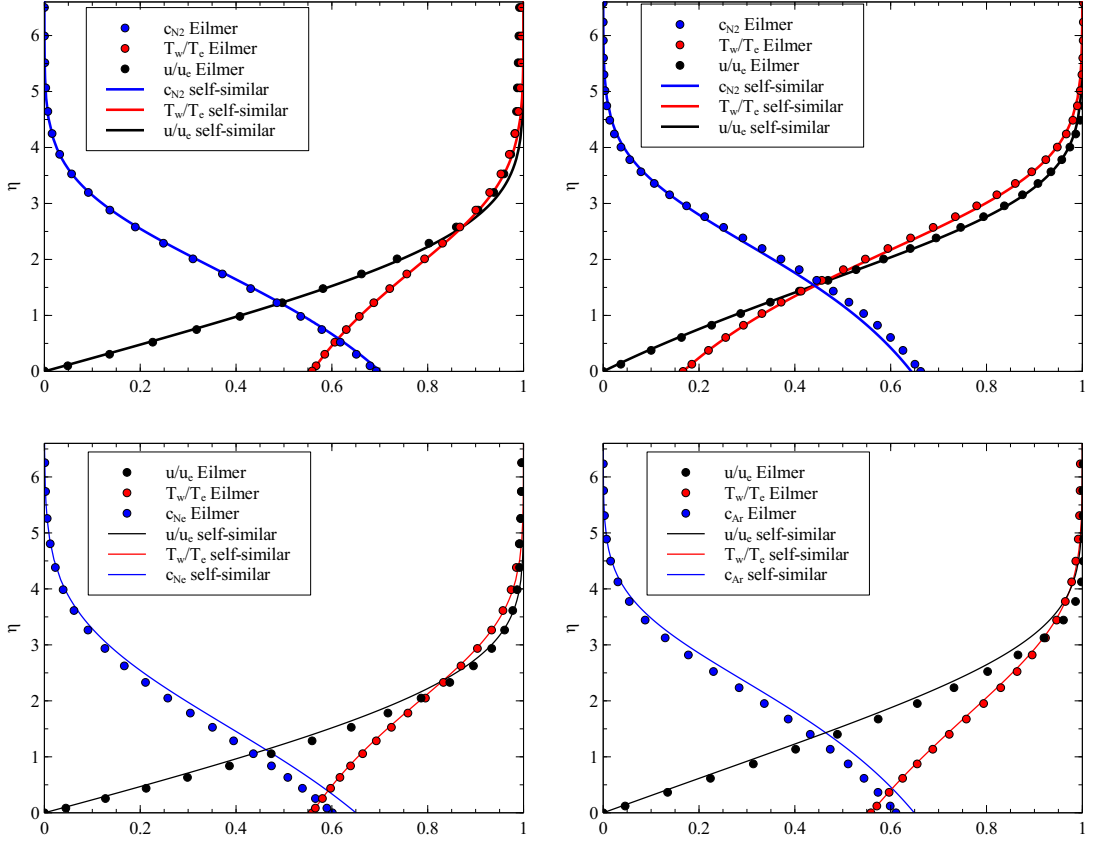 c_N2 Eilmer
T_w/T_e Eilmer
u/u_e Eilmer
c_N2 self-similar
T_w/T_e self-similar
u/u_e self-similar
6
5
4
3
2
1
0
η
0 0.2 0.4 0.6 0.8 1
c_N2 Eilmer
T_w/T_e Eilmer
u/u_e Eilmer
c_N2 self-similar
T_w/T_e self-similar
u/u_e self-similar
6
5
4
3
2
1
0
η
0 0.2 0.4 0.6 0.8 1
u/u_e Eilmer
T_w/T_e Eilmer
c_Ne Eilmer
u/u_e self-similar
T_w/T_e self-similar
c_Ne self-similar
6
5
4
3
2
1
0
η
0 0.2 0.4 0.6 0.8 1
u/u_e Eilmer
T_w/T_e Eilmer
c_Ar Eilmer
u/u_e self-similar
T_w/T_e self-similar
c_Ar self-similar
6
5
4
3
2
1
0
η
0 0.2 0.4 0.6 0.8 1